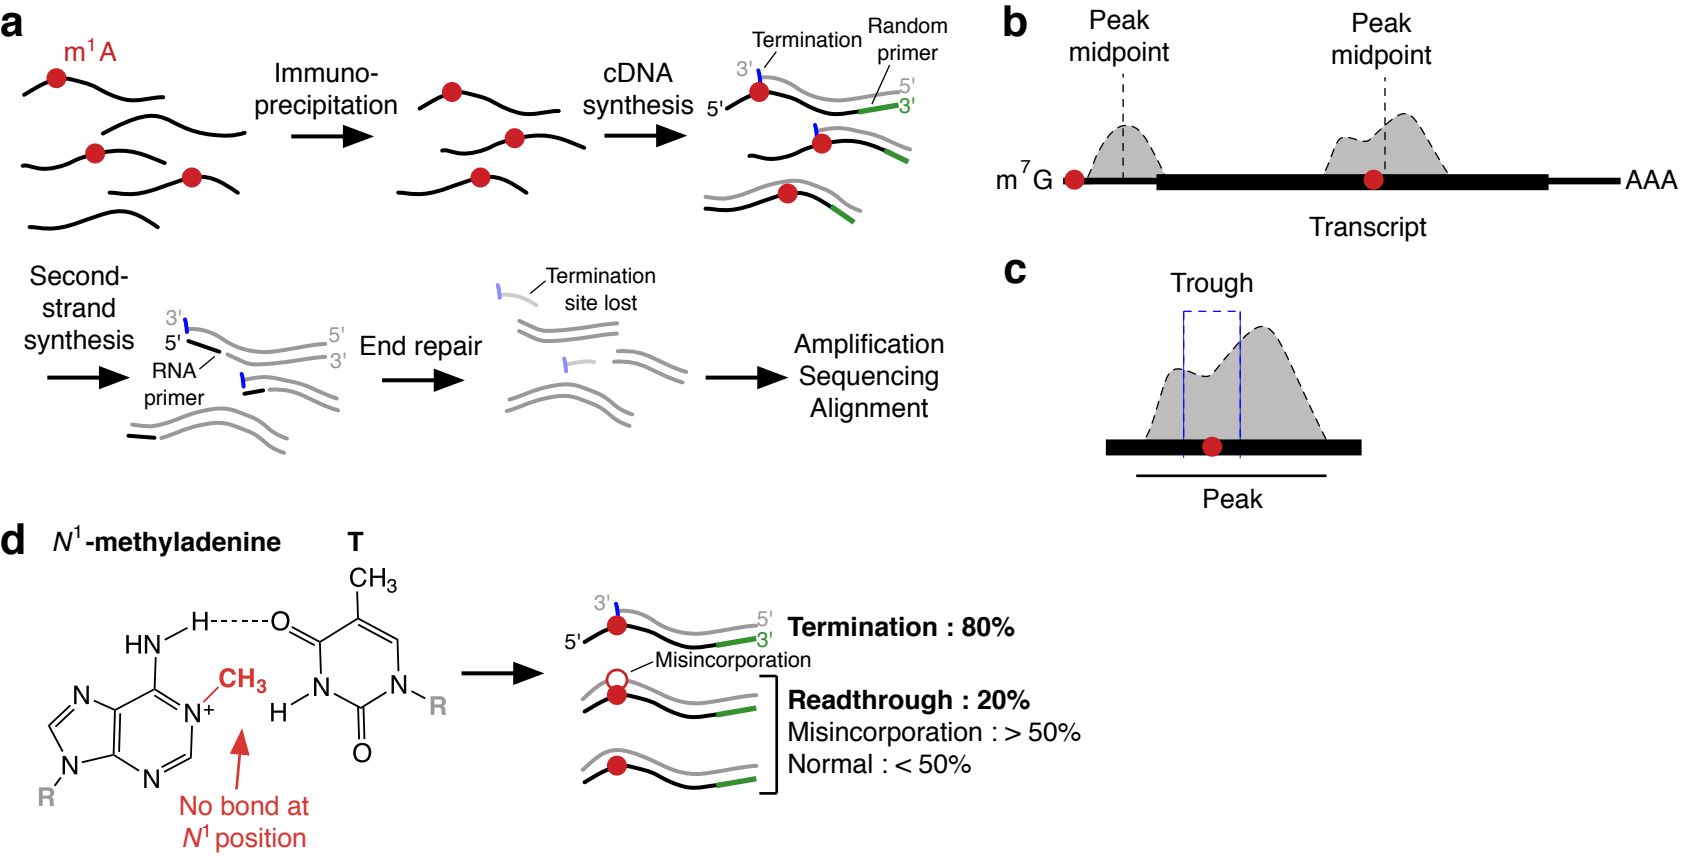 a
m¹A
Immuno-
precipitation
cDNA
synthesis
Termination
Random
primer
3'
5'
5'
3'
Second-
strand
synthesis
3'
5'
5'
3'
RNA
primer
End repair
Termination
site lost
Amplification
Sequencing
Alignment
b
Peak
midpoint
Peak
midpoint
m⁷G
AAA
Transcript
c
Trough
Peak
d
N¹-methyladenine
T
CH₃
H
O
HN
CH₃
N
N⁺
N
N
H
R
N
N
O
R
No bond at
N¹ position
3'
5'
5'
3'
Termination : 80%
Misincorporation
Readthrough : 20%
Misincorporation : > 50%
Normal : < 50%